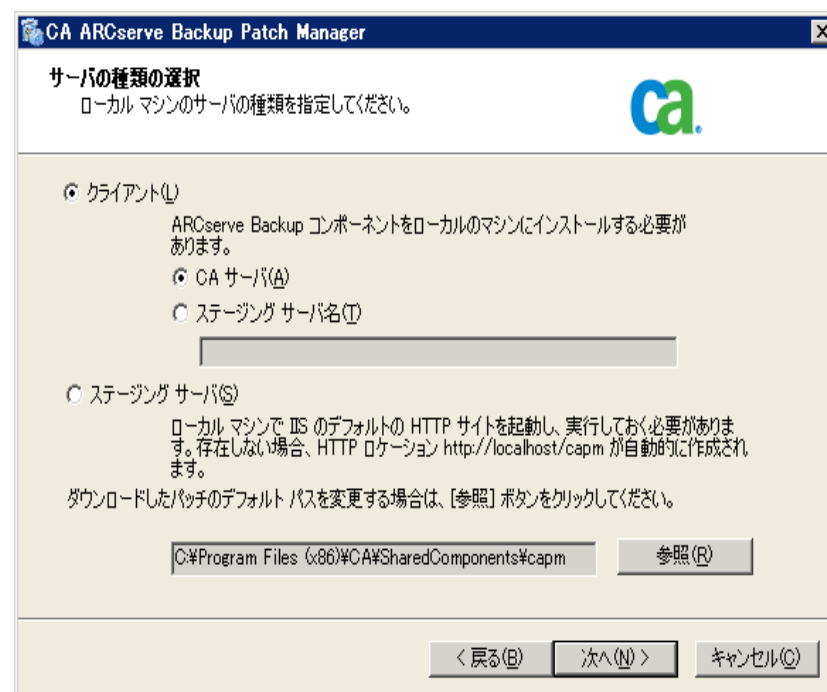 CA ARCserve Backup Patch Manager
サーバの種類の選択
ローカル マシンのサーバの種類を指定してください。
ca.
クライアント(L)
ARCserve Backup コンポーネントをローカルのマシンにインストールする必要が
あります。
CA サーバ(A)
ステージング サーバ名(T)
ステージング サーバ(S)
ローカル マシンで IIS のデフォルトの HTTP サイトを起動し、実行しておく必要がありま
す。存在しない場合、HTTP ロケーション http://localhost/capm が自動的に作成され
ます。
ダウンロードしたパッチのデフォルト パスを変更する場合は、[参照] ボタンをクリックしてください。
C:¥Program Files (x86)¥CA¥SharedComponents¥capm
参照(R)
< 戻る(B)
次へ(N) >
キャンセル(C)